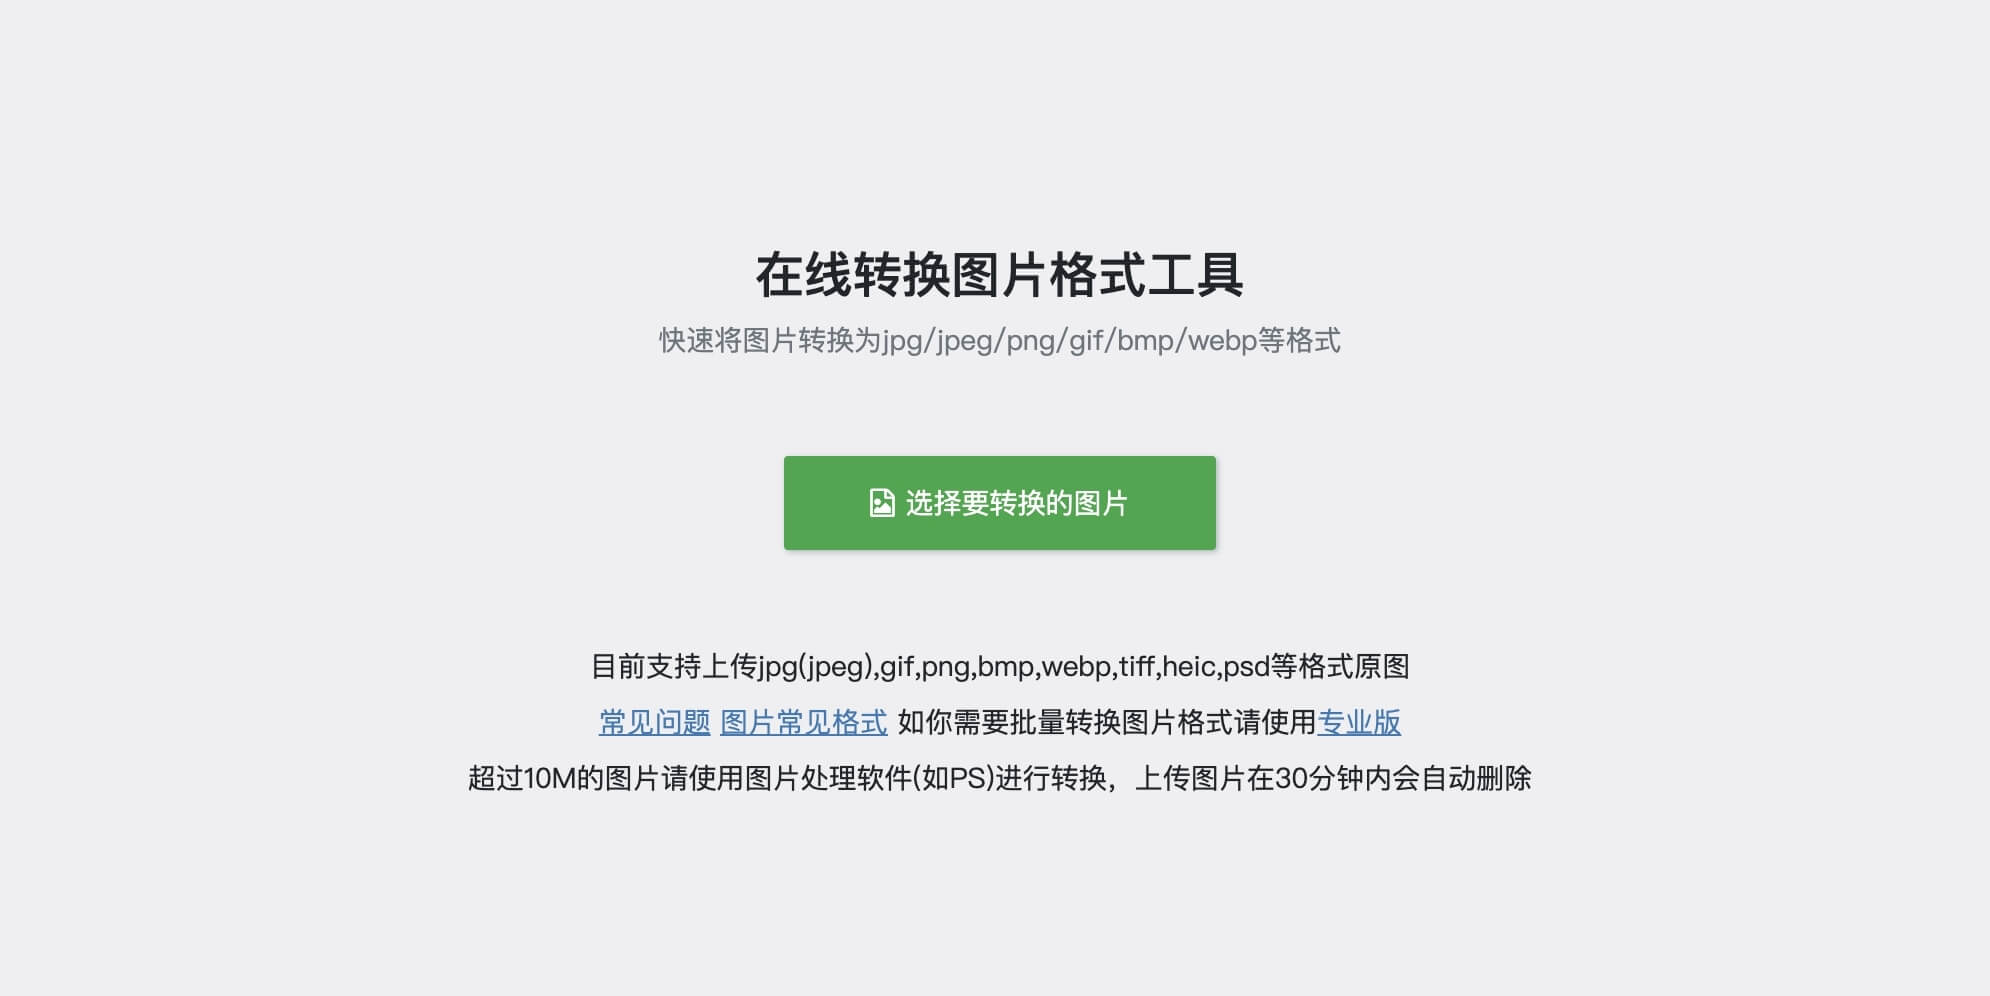 在线转换图片格式工具
快速将图片转换为jpg/jpeg/png/gif/bmp/webp等格式
选择要转换的图片
目前支持上传jpg(jpeg),gif,png,bmp,webp,tiff,heic,psd等格式原图
常见问题 图片常见格式 如你需要批量转换图片格式请使用专业版
超过10M的图片请使用图片处理软件(如PS)进行转换，上传图片在30分钟内会自动删除